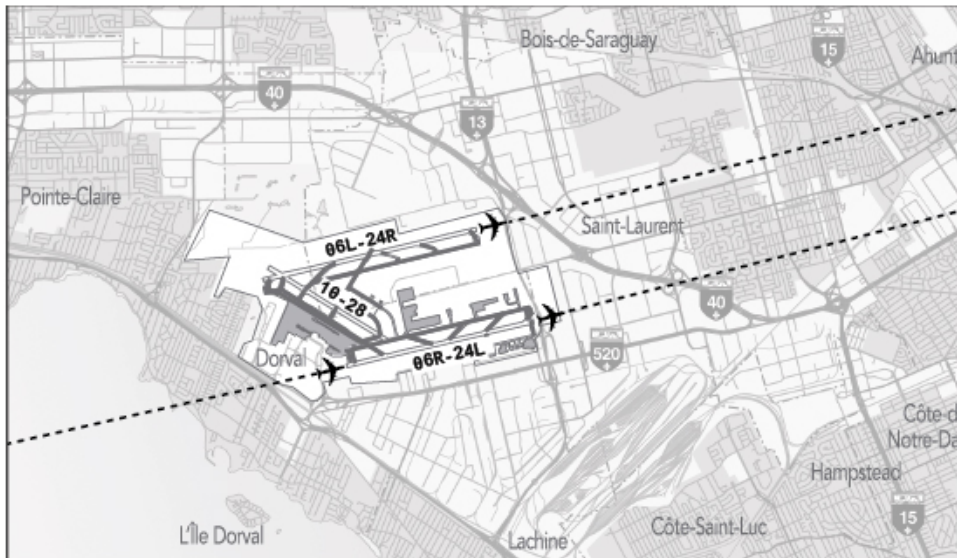 Bois-de-Saraguay
15
40
13
Pointe-Claire
Saint-Laurent
06L-24R
10-28
40
Dorval
06R-24L
520
Hampstead
L'Île Dorval
Lachine
Côte-Saint-Luc
15
Ahunt
Côte-d
Notre-Da